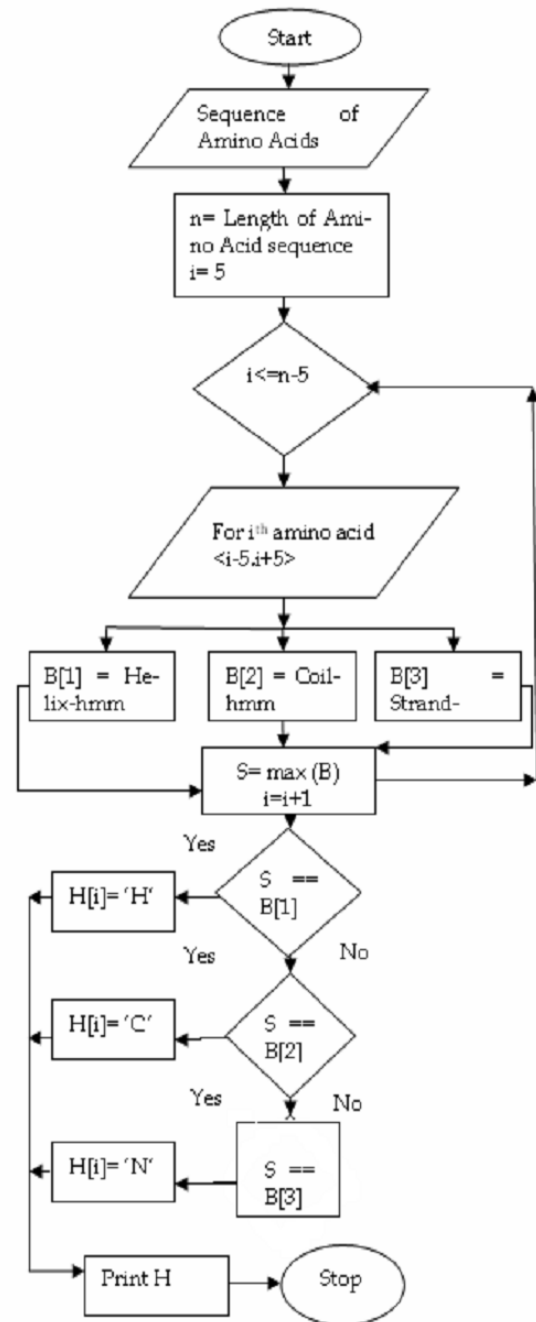 Start
Sequence of
Amino Acids
n= Length of Ami-
no Acid sequence
i= 5
i<=n-5
For iᵗʰ amino acid
<i-5,i+5>
B[1] = He-
lix-hmm
B[2] = Coil-
hmm
B[3] =
Strand-
S= max (B)
i=i+1
Yes
S ==
B[1]
H[i]= ‘H‘
Yes
No
S ==
B[2]
H[i]= ‘C‘
Yes
No
S ==
B[3]
H[i]= ‘N‘
Print H
Stop